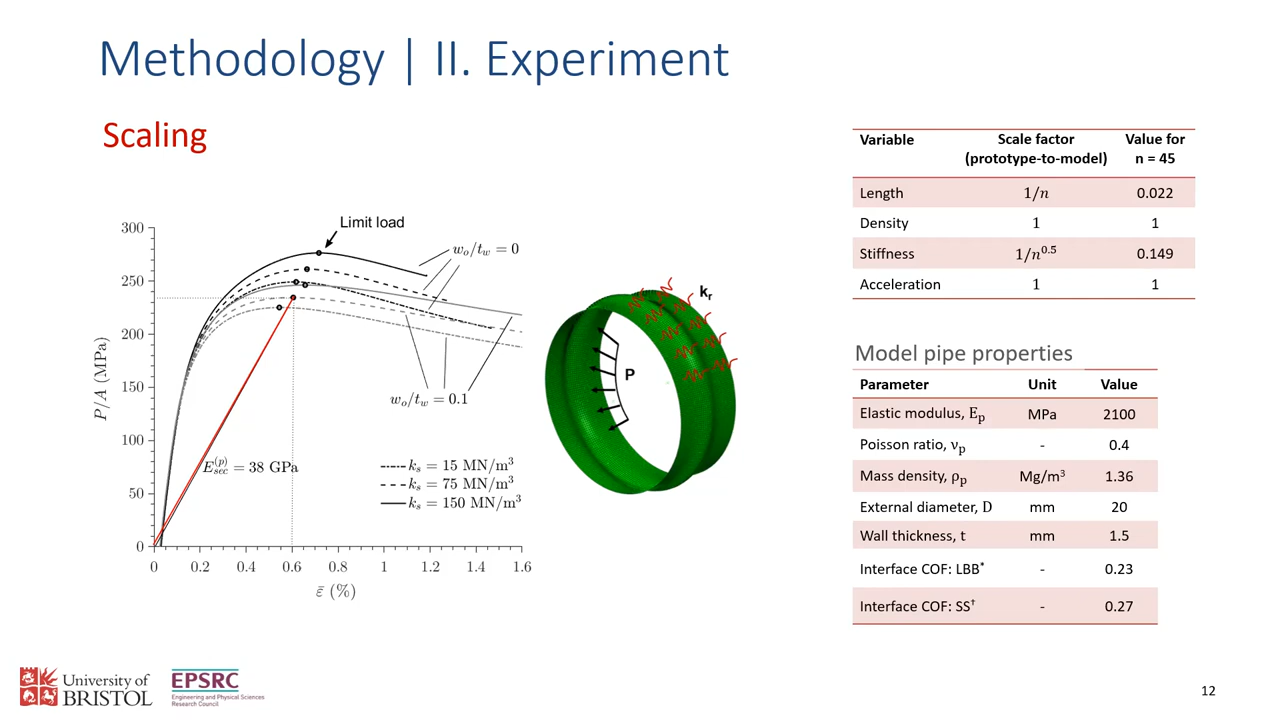 Methodology | II. Experiment
Scaling
Limit load
w_o/t_w = 0
w_o/t_w = 0.1
300
250
200
150
100
50
0
P/A (MPa)
E_sec^(p) = 38 GPa
k_s = 15 MN/m³
k_s = 75 MN/m³
k_s = 150 MN/m³
0 0.2 0.4 0.6 0.8 1 1.2 1.4 1.6
ε̄ (%)
k_r
P
Variable Scale factor (prototype-to-model) Value for n = 45
Length 1/n 0.022
Density 1 1
Stiffness 1/n^0.5 0.149
Acceleration 1 1
Model pipe properties
Parameter Unit Value
Elastic modulus, E_p MPa 2100
Poisson ratio, ν_p - 0.4
Mass density, ρ_p Mg/m³ 1.36
External diameter, D mm 20
Wall thickness, t mm 1.5
Interface COF: LBB* - 0.23
Interface COF: SS† - 0.27
University of BRISTOL
EPSRC
Engineering and Physical Sciences
Research Council
12